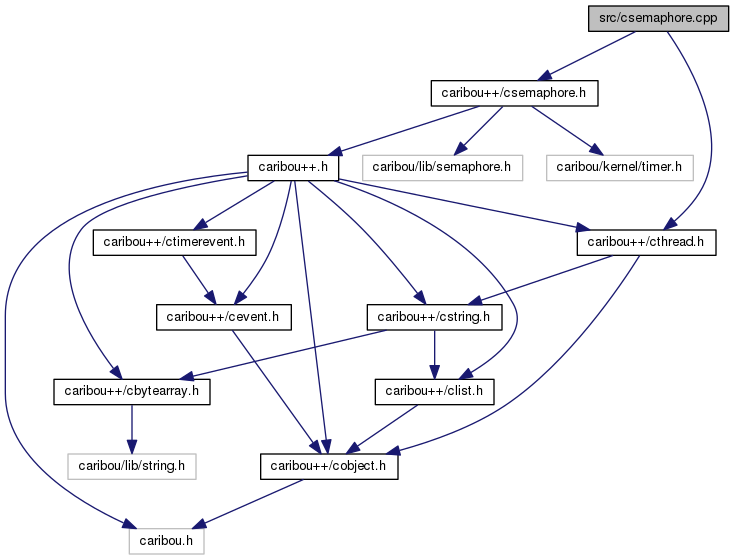 src/csemaphore.cpp
caribou++/csemaphore.h
caribou++.h
caribou/lib/semaphore.h
caribou/kernel/timer.h
caribou++/ctimerevent.h
caribou++/cthread.h
caribou++/cevent.h
caribou++/cstring.h
caribou++/cbytearray.h
caribou++/clist.h
caribou/lib/string.h
caribou++/cobject.h
caribou.h